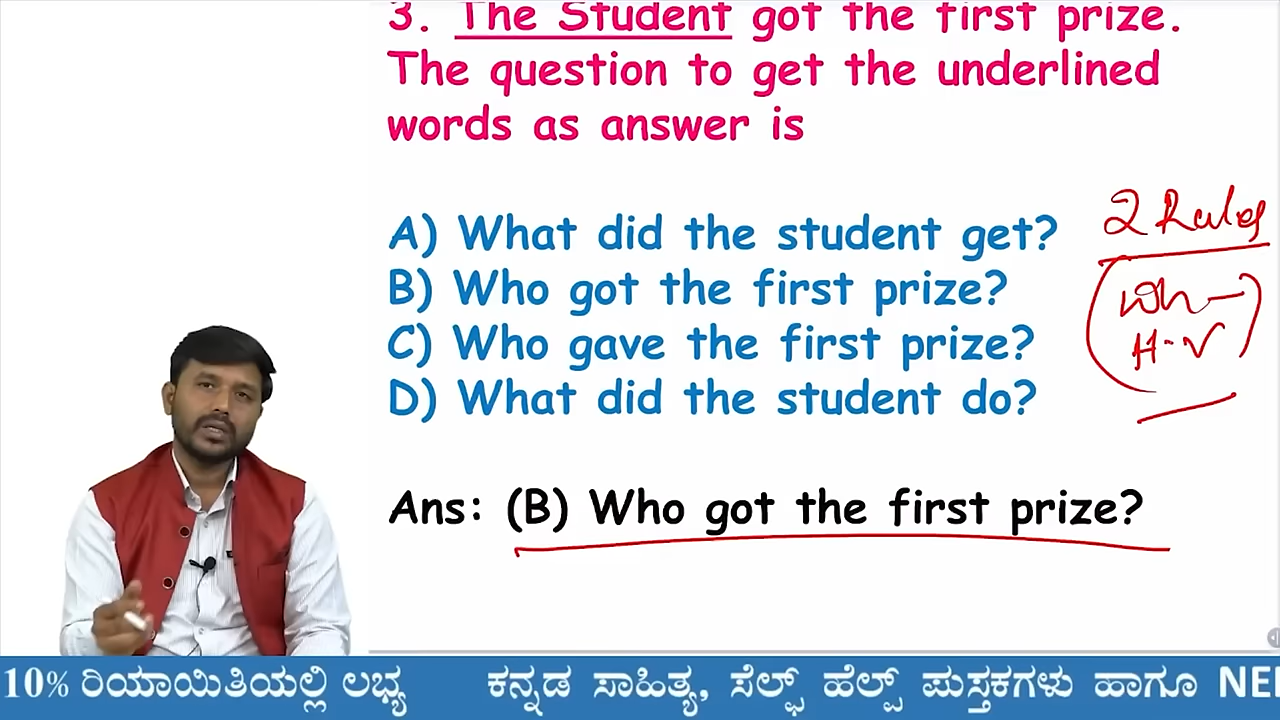 3. The Student got the first prize.
The question to get the underlined
words as answer is
A) What did the student get?
B) Who got the first prize?
C) Who gave the first prize?
D) What did the student do?
2 Rules
Wh-
H-V
Ans: (B) Who got the first prize?
10% ರಿಯಾಯಿತಿಯಲ್ಲಿ ಲಭ್ಯ ಕನ್ನಡ ಸಾಹಿತ್ಯ, ಸೆಲ್ಫ್ ಹೆಲ್ಪ್ ಪುಸ್ತಕಗಳು ಹಾಗೂ